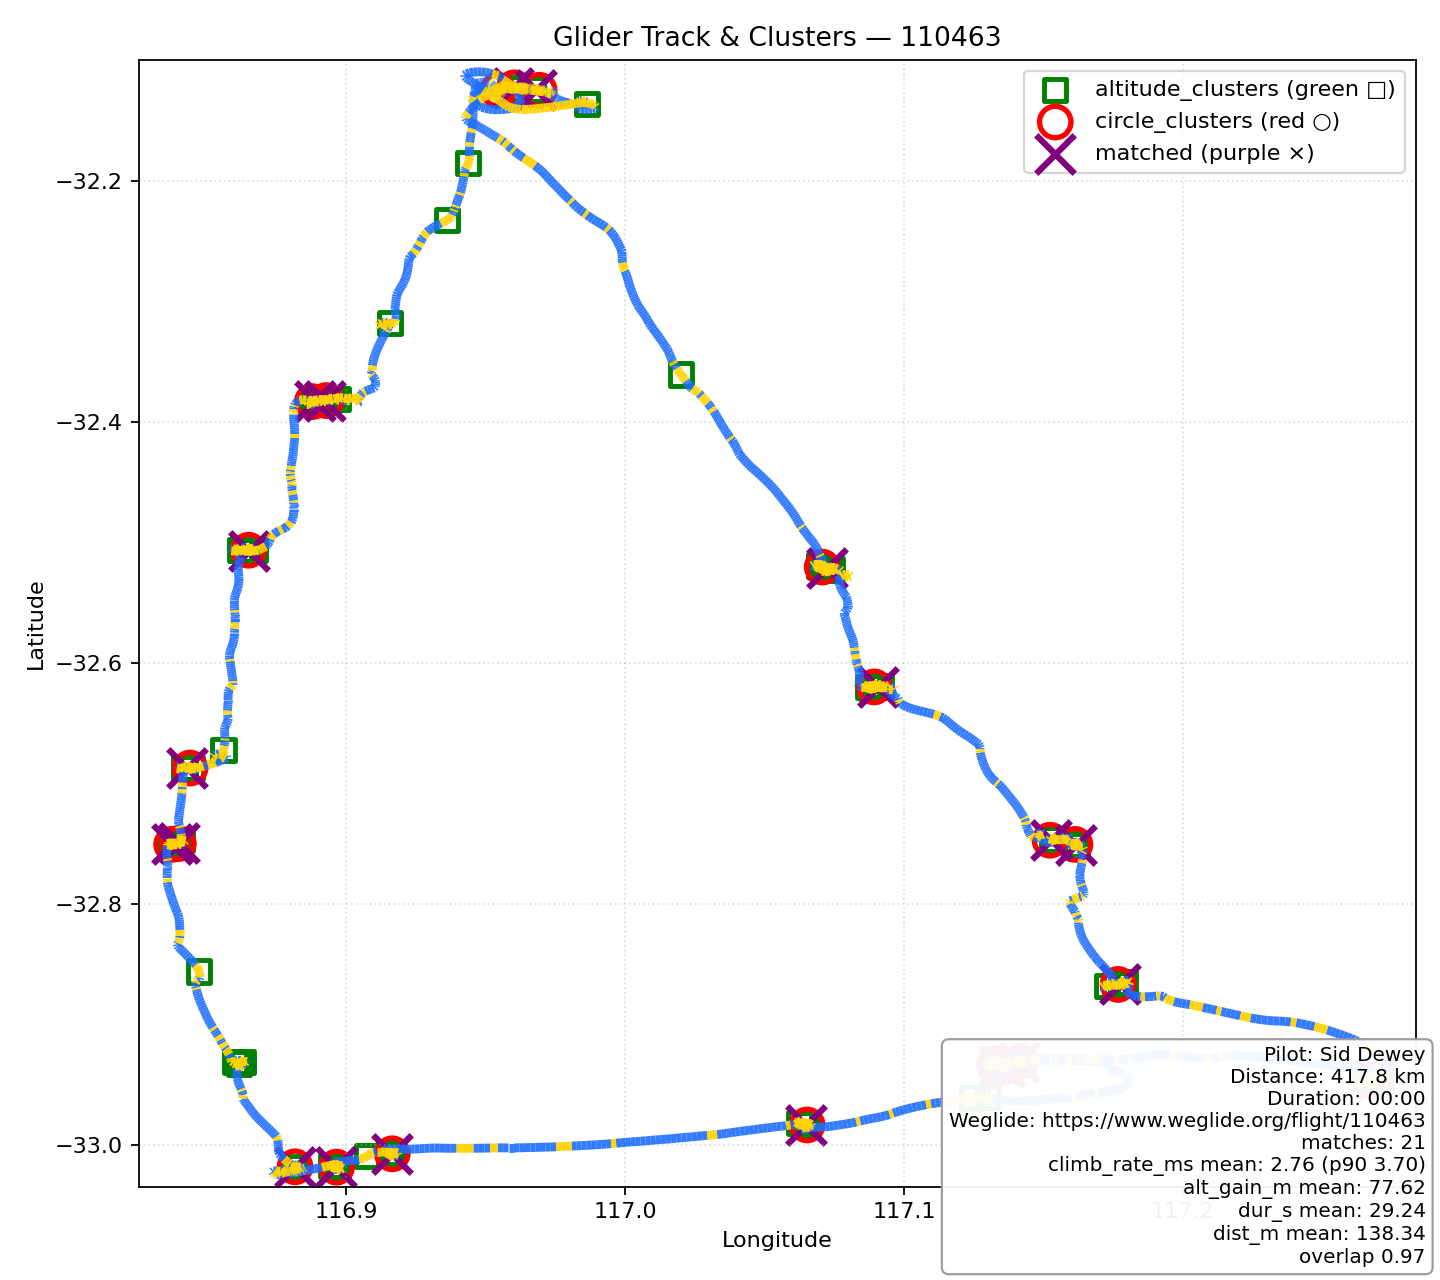 Glider Track & Clusters — 110463
altitude_clusters (green □)
circle_clusters (red ○)
matched (purple ×)
−32.2
−32.4
−32.6
−32.8
−33.0
Latitude
116.9
117.0
117.1
117.2
Longitude
Pilot: Sid Dewey
Distance: 417.8 km
Duration: 00:00
Weglide: https://www.weglide.org/flight/110463
matches: 21
climb_rate_ms mean: 2.76 (p90 3.70)
alt_gain_m mean: 77.62
dur_s mean: 29.24
dist_m mean: 138.34
overlap 0.97